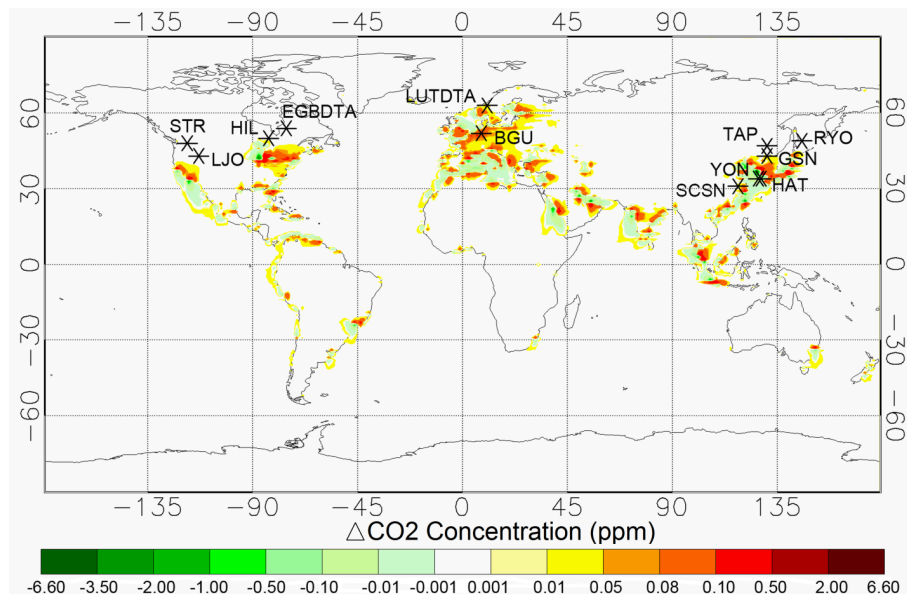 -135 -90 -45 0 45 90 135
60 60
LUTDTA
EGBDTA
STR HIL
BGU
TAP RYO
LJO
GSN
YON
HAT
SCSN
30 30
0 0
-30 -30
-60 -60
-135 -90 -45 0 45 90 135
△CO2 Concentration (ppm)
-6.60 -3.50 -2.00 -1.00 -0.50 -0.10 -0.01 -0.001 0.001 0.01 0.05 0.08 0.10 0.50 2.00 6.60